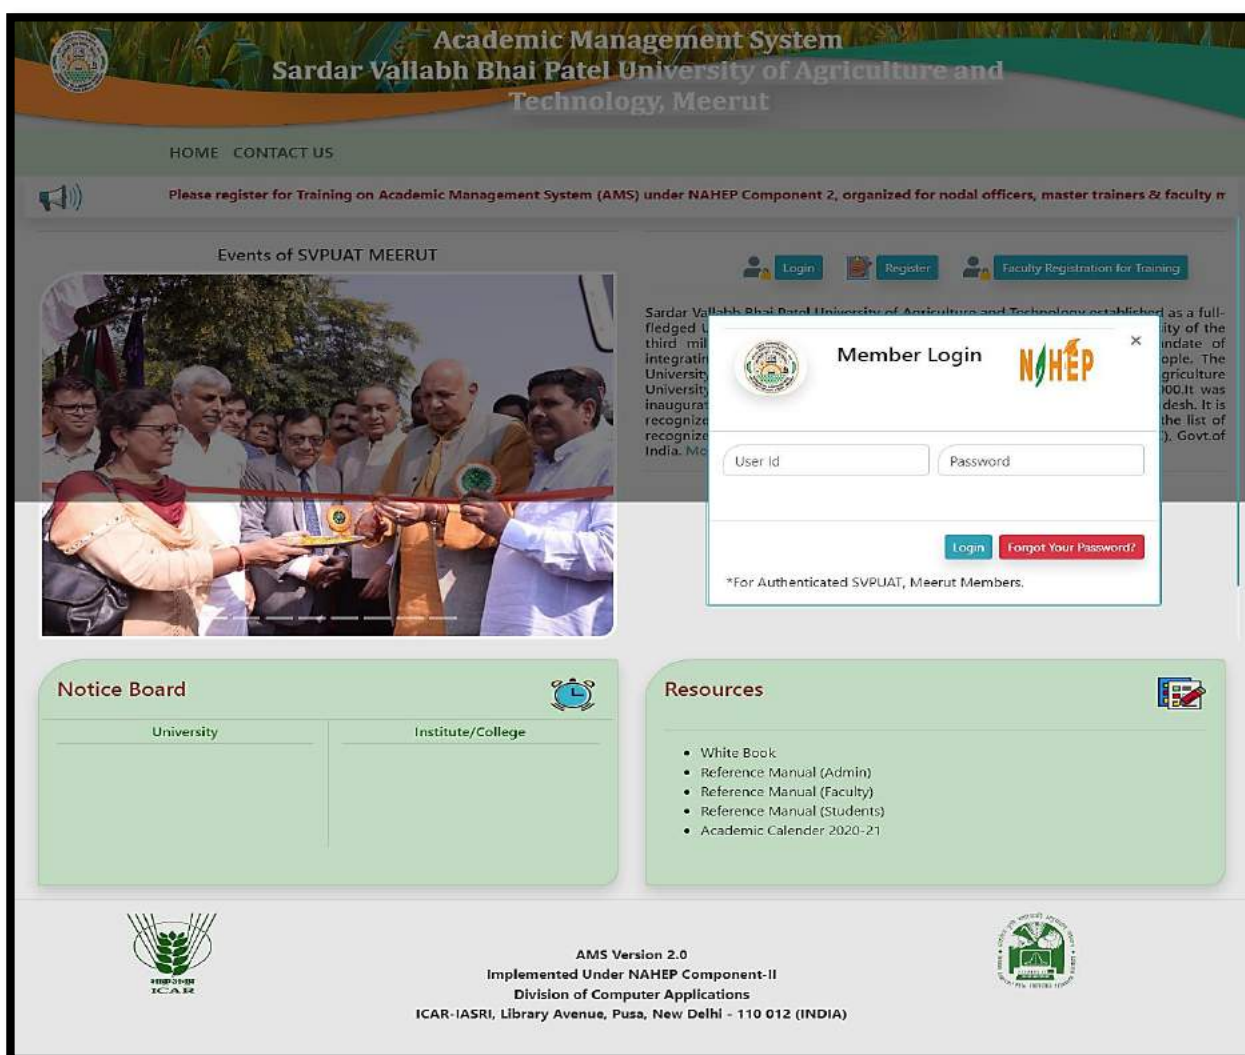 Academic Management System
Sardar Vallabh Bhai Patel University of Agriculture and
Technology, Meerut
HOME CONTACT US
Please register for Training on Academic Management System (AMS) under NAHEP Component 2, organized for nodal officers, master trainers & faculty m
Events of SVPUAT MEERUT
Login Register Faculty Registration for Training
Sardar Vallabh Bhai Patel University of Agriculture and Technology established as a full-
fledged
third
integratin
University
University
inaugurat
recognize
recognize
India.
ity of the
ndate of
ople. The
griculture
000.It was
desh. It is
the list of
), Govt.of
Member Login
NAHEP
×
User Id
Password
Login Forgot Your Password?
*For Authenticated SVPUAT, Meerut Members.
Notice Board
University
Institute/College
Resources
White Book
Reference Manual (Admin)
Reference Manual (Faculty)
Reference Manual (Students)
Academic Calender 2020-21
ICAR
AMS Version 2.0
Implemented Under NAHEP Component-II
Division of Computer Applications
ICAR-IASRI, Library Avenue, Pusa, New Delhi - 110 012 (INDIA)